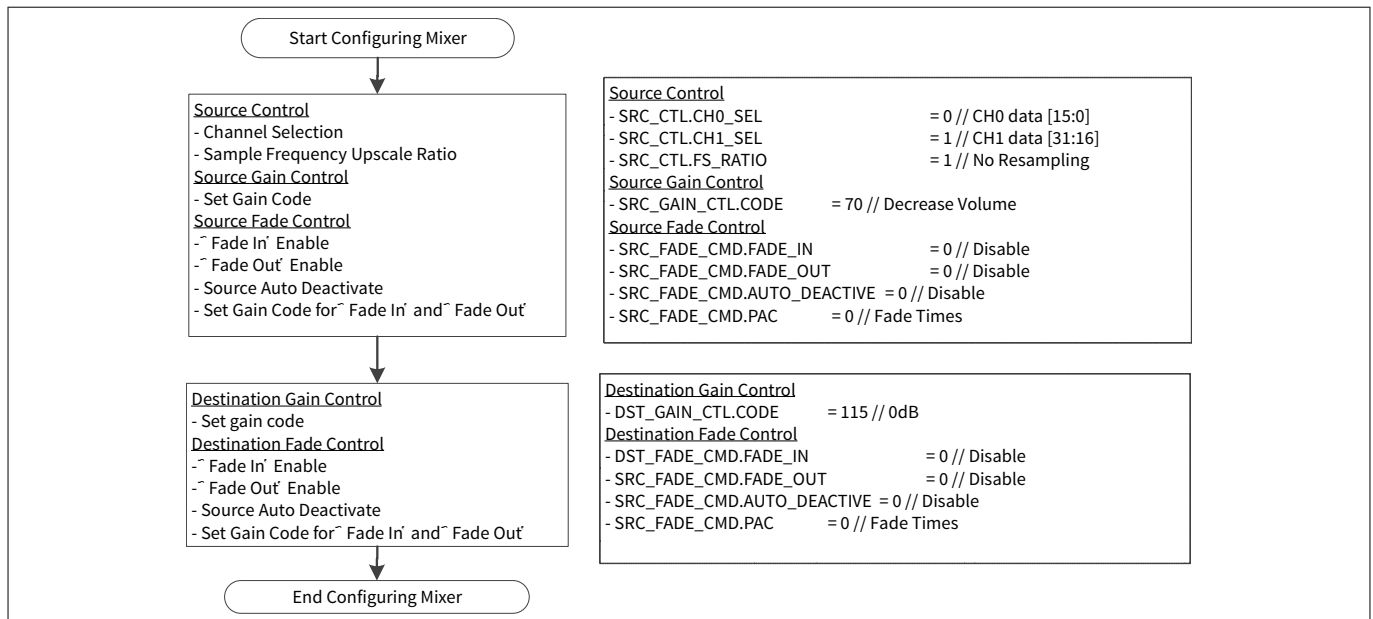 Start Configuring Mixer
Source Control
- Channel Selection
- Sample Frequency Upscale Ratio
Source Gain Control
- Set Gain Code
Source Fade Control
-ˆ Fade In΄ Enable
-ˆ Fade Out΄ Enable
- Source Auto Deactivate
- Set Gain Code forˆ Fade In΄ andˆ Fade Out΄
Source Control
- SRC_CTL.CH0_SEL = 0 // CH0 data [15:0]
- SRC_CTL.CH1_SEL = 1 // CH1 data [31:16]
- SRC_CTL.FS_RATIO = 1 // No Resampling
Source Gain Control
- SRC_GAIN_CTL.CODE = 70 // Decrease Volume
Source Fade Control
- SRC_FADE_CMD.FADE_IN = 0 // Disable
- SRC_FADE_CMD.FADE_OUT = 0 // Disable
- SRC_FADE_CMD.AUTO_DEACTIVE = 0 // Disable
- SRC_FADE_CMD.PAC = 0 // Fade Times
Destination Gain Control
- Set gain code
Destination Fade Control
-ˆ Fade In΄ Enable
-ˆ Fade Out΄ Enable
- Source Auto Deactivate
- Set Gain Code forˆ Fade In΄ andˆ Fade Out΄
Destination Gain Control
- DST_GAIN_CTL.CODE = 115 // 0dB
Destination Fade Control
- DST_FADE_CMD.FADE_IN = 0 // Disable
- SRC_FADE_CMD.FADE_OUT = 0 // Disable
- SRC_FADE_CMD.AUTO_DEACTIVE = 0 // Disable
- SRC_FADE_CMD.PAC = 0 // Fade Times
End Configuring Mixer